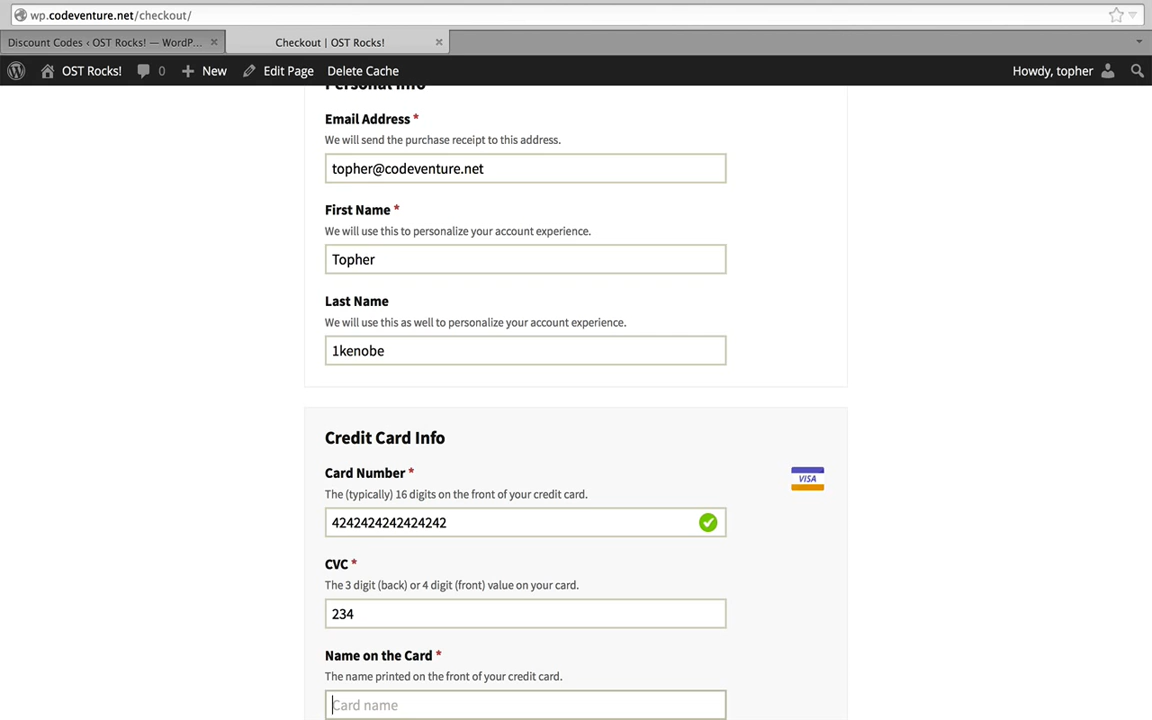 wp.codeventure.net/checkout/
Discount Codes ‹ OST Rocks! — WordP...
Checkout | OST Rocks!
OST Rocks!
0
New
Edit Page
Delete Cache
Howdy, topher
Personal Info
Email Address *
We will send the purchase receipt to this address.
topher@codeventure.net
First Name *
We will use this to personalize your account experience.
Topher
Last Name
We will use this as well to personalize your account experience.
1kenobe
Credit Card Info
Card Number *
VISA
The (typically) 16 digits on the front of your credit card.
4242424242424242
CVC *
The 3 digit (back) or 4 digit (front) value on your card.
234
Name on the Card *
The name printed on the front of your credit card.
Card name